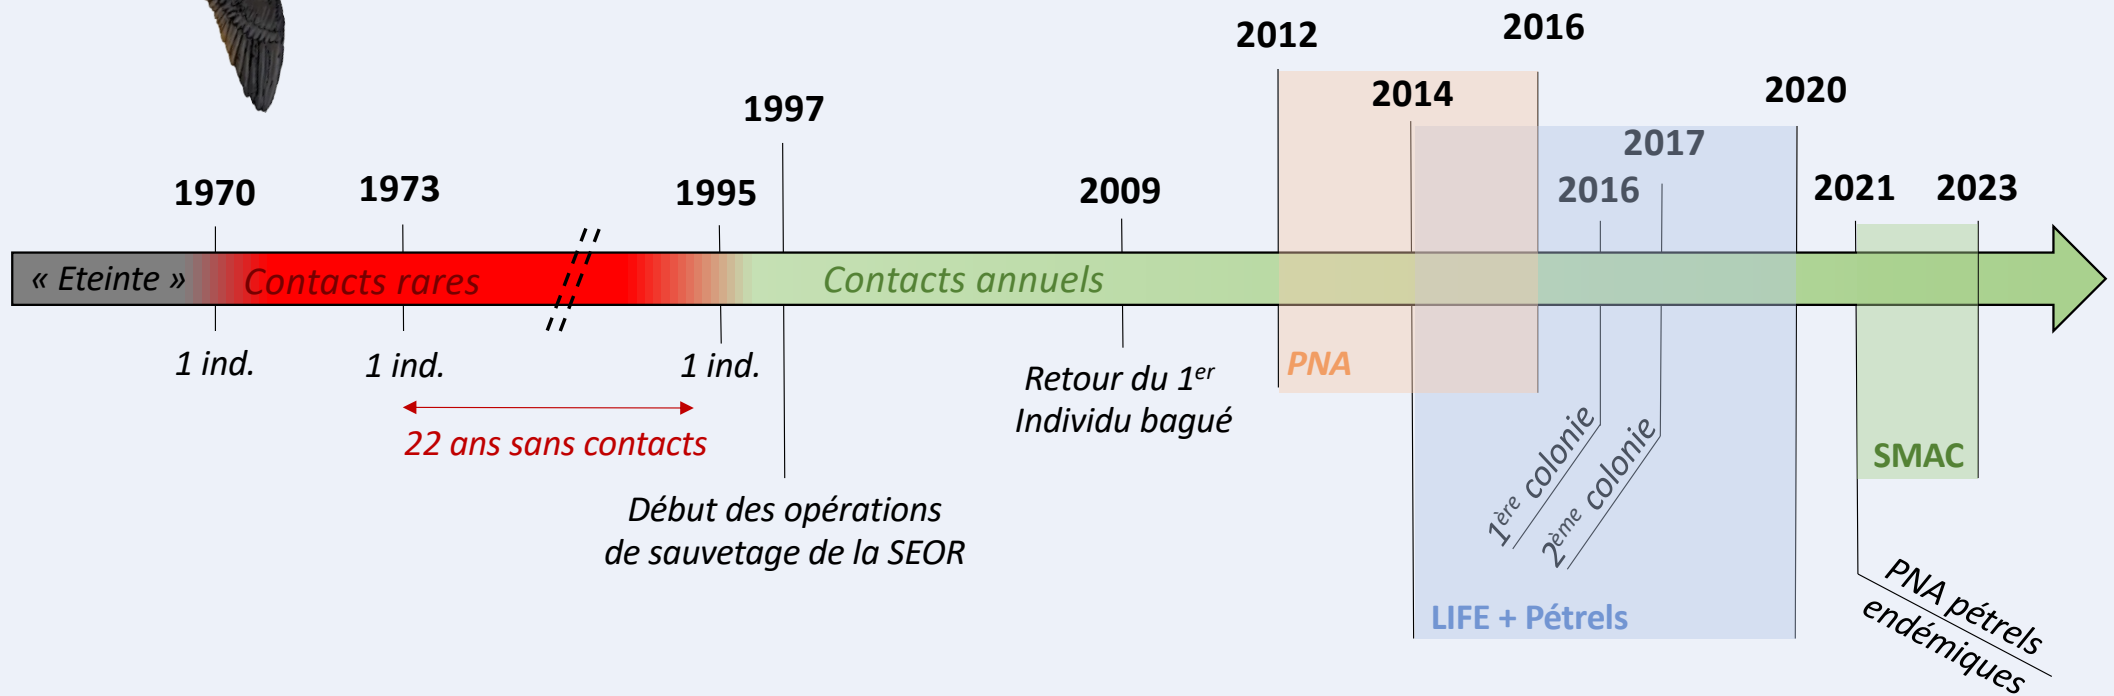 2012
2016
2014
2020
1997
2017
1970
1973
1995
2009
2016
2021
2023
« Eteinte »
Contacts rares
Contacts annuels
1 ind.
1 ind.
1 ind.
PNA
Retour du 1er
Individu bagué
22 ans sans contacts
SMAC
1ère colonie
2ème colonie
Début des opérations
de sauvetage de la SEOR
LIFE + Pétrels
PNA pétrels
endémiques